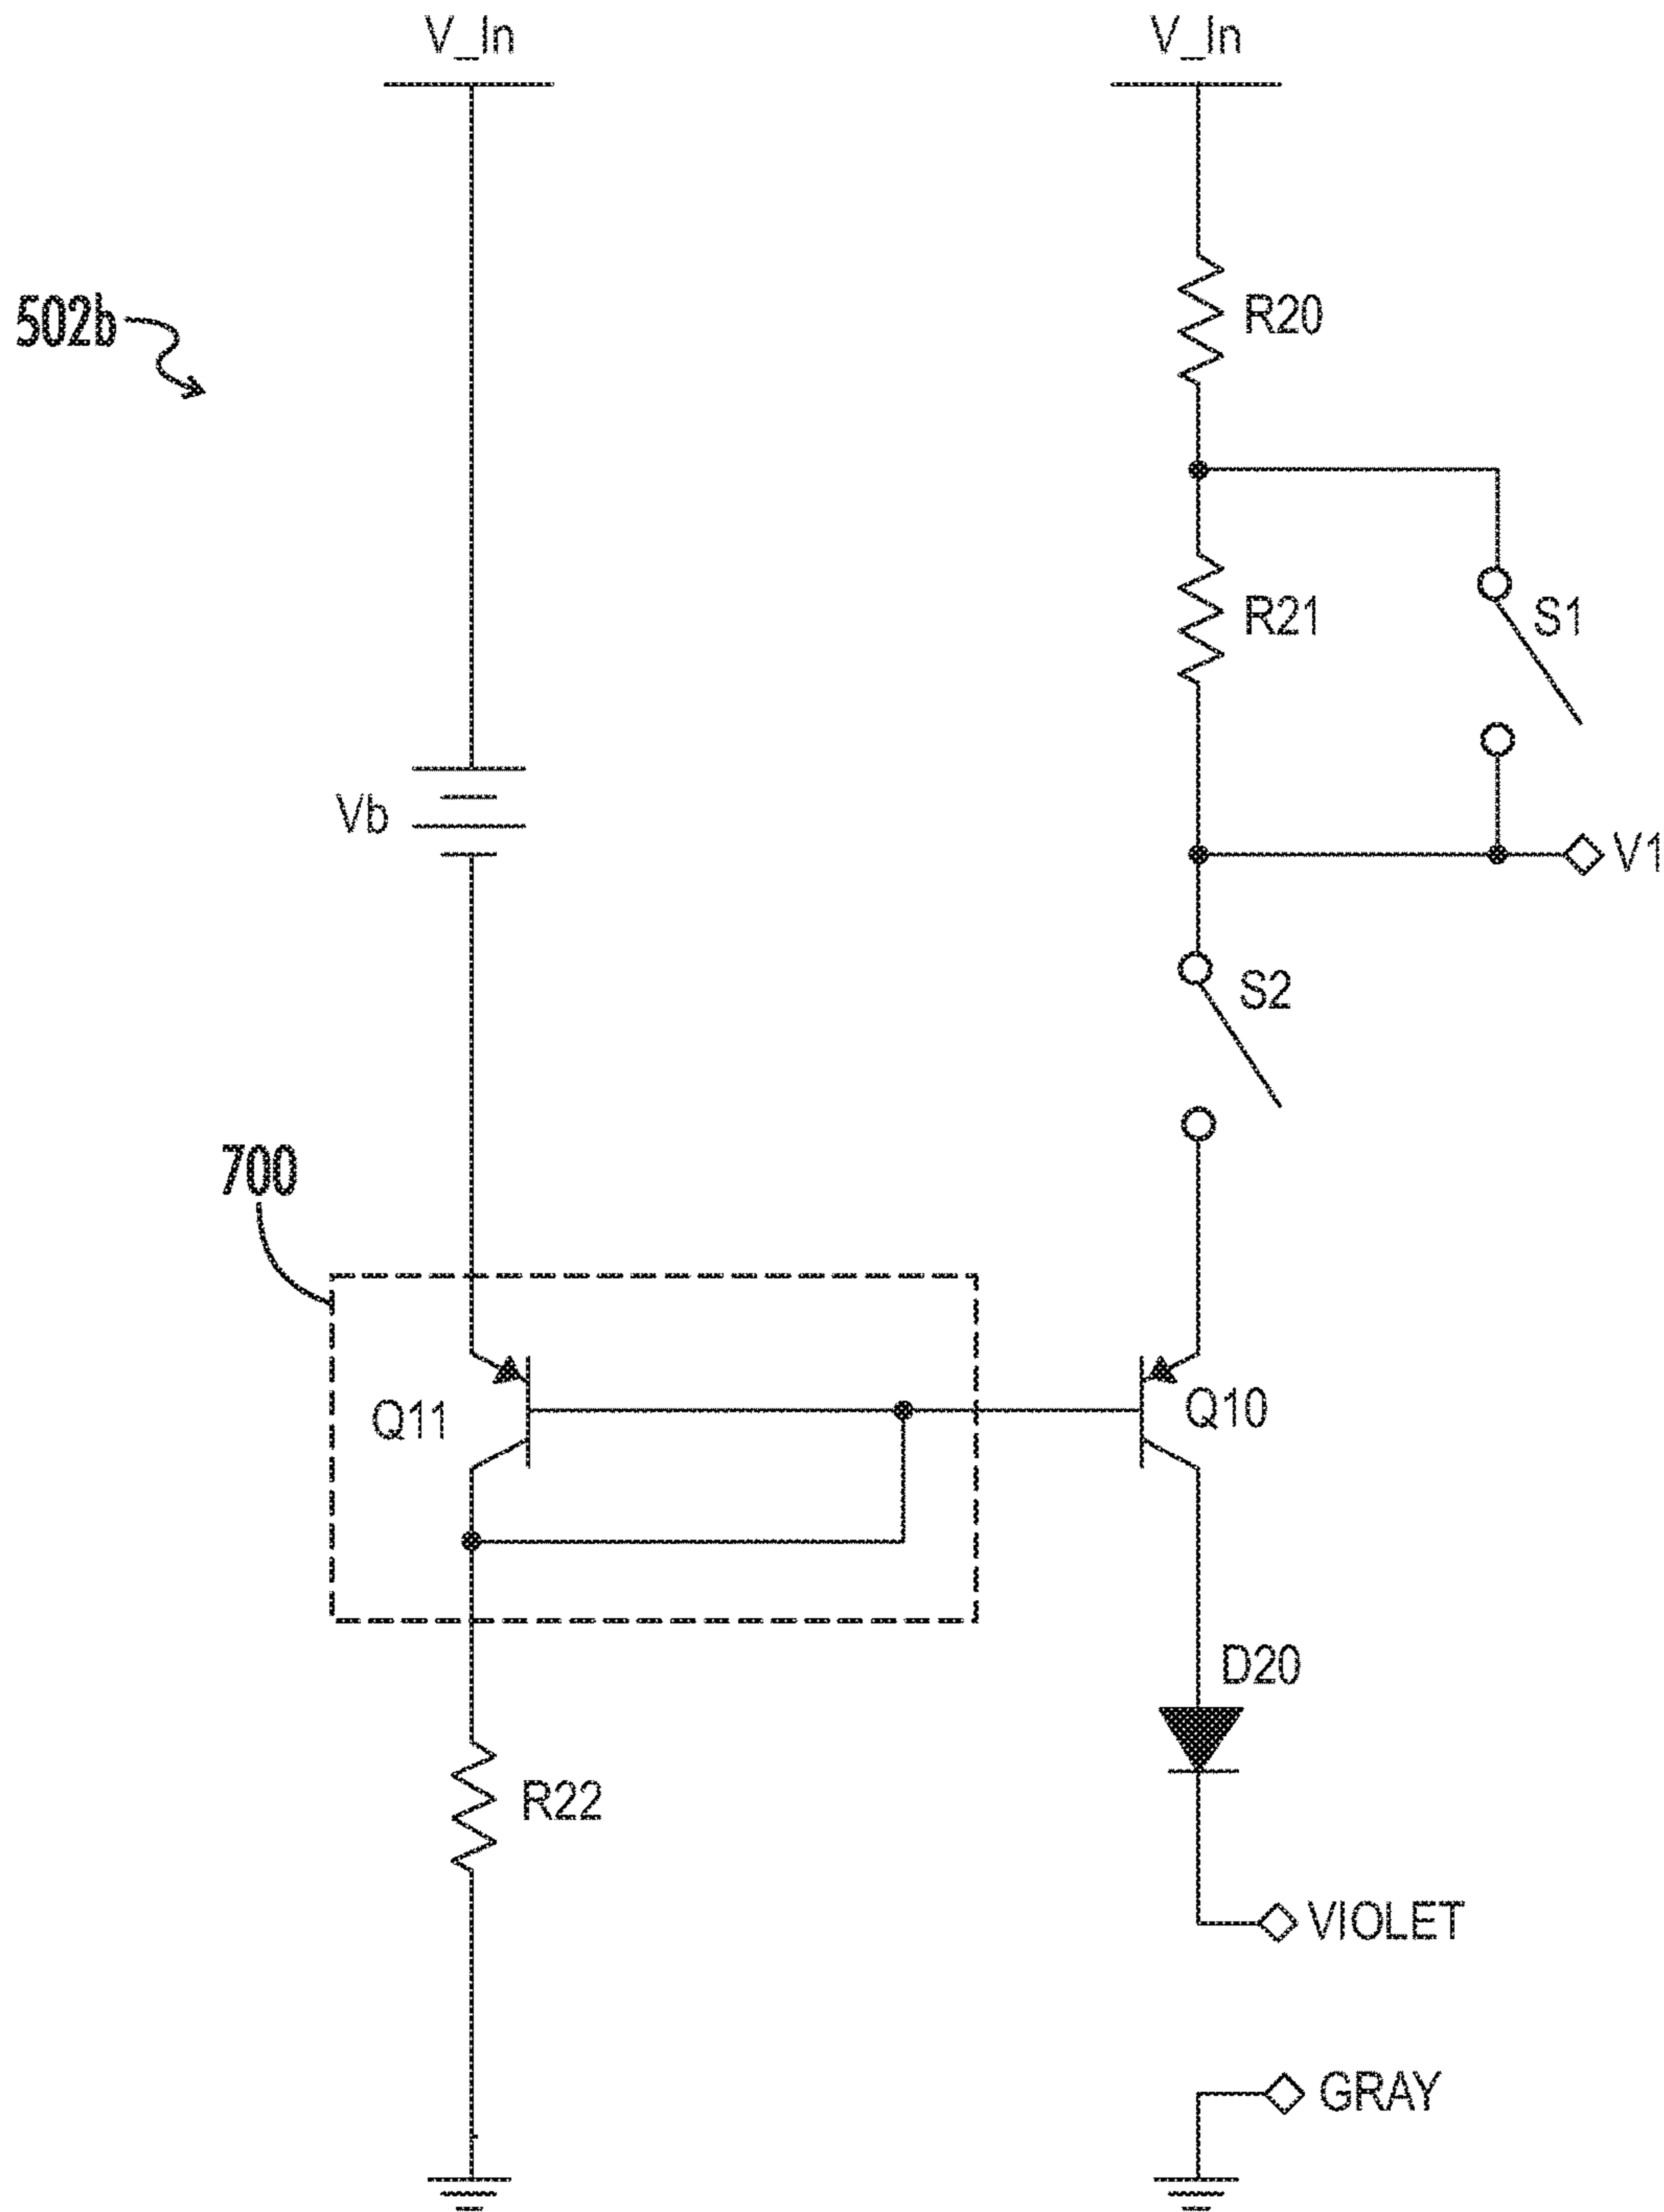 V_In
V_In
502b
R20
R21
S1
Vb
V1
S2
700
Q11
Q10
D20
R22
VIOLET
GRAY